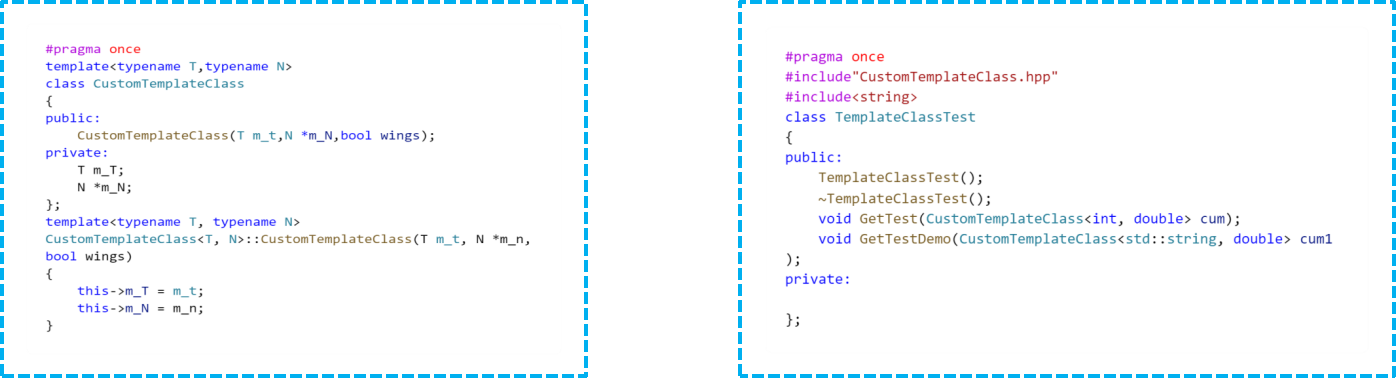 #pragma once
template<typename T,typename N>
class CustomTemplateClass
{
public:
    CustomTemplateClass(T m_t,N *m_N,bool wings);
private:
    T m_T;
    N *m_N;
};
template<typename T, typename N>
CustomTemplateClass<T, N>::CustomTemplateClass(T m_t, N *m_n,
bool wings)
{
    this->m_T = m_t;
    this->m_N = m_n;
}
#pragma once
#include"CustomTemplateClass.hpp"
#include<string>
class TemplateClassTest
{
public:
    TemplateClassTest();
    ~TemplateClassTest();
    void GetTest(CustomTemplateClass<int, double> cum);
    void GetTestDemo(CustomTemplateClass<std::string, double> cum1
);
private:
};